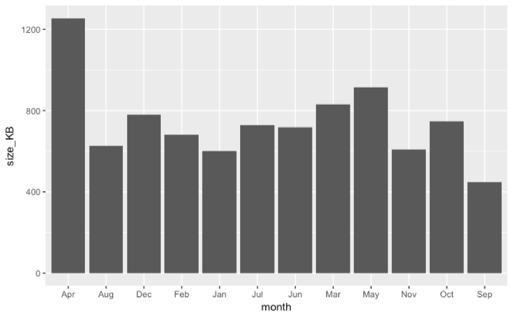 size_KB
1200
800
400
0
Apr Aug Dec Feb Jan Jul Jun Mar May Nov Oct Sep
month